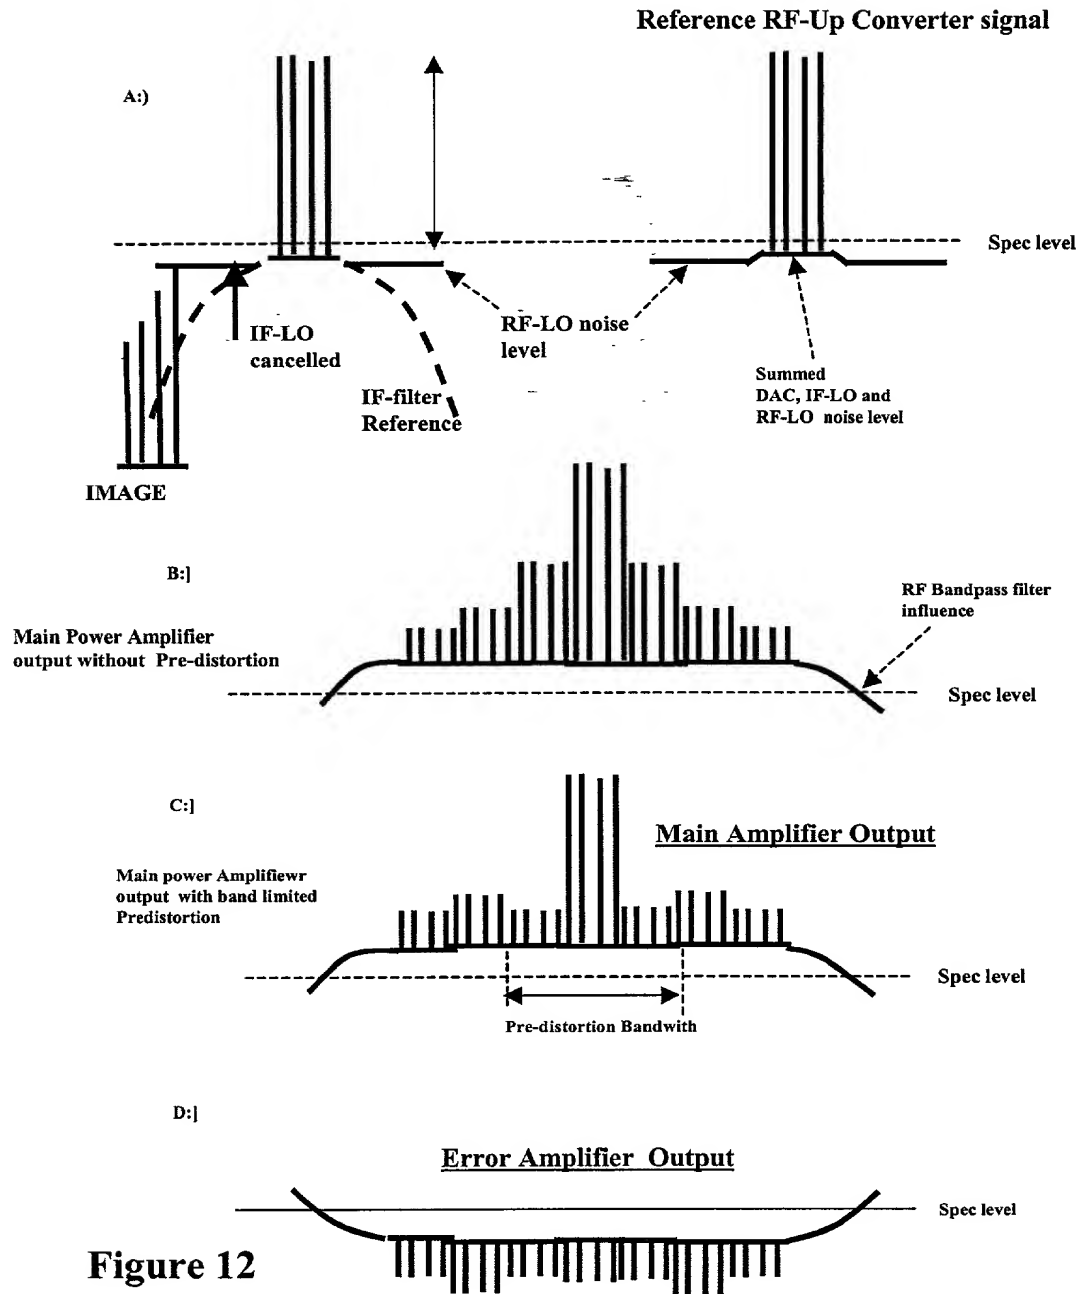 Reference RF-Up Converter signal
A:)
Spec level
IF-LO
cancelled
RF-LO noise
level
IF-filter
Reference
Summed
DAC, IF-LO and
RF-LO noise level
IMAGE
B:]
Main Power Amplifier
output without Pre-distortion
RF Bandpass filter
influence
Spec level
C:]
Main Amplifier Output
Main power Amplifiewr
output with band limited
Predistortion
Spec level
Pre-distortion Bandwith
D:]
Error Amplifier Output
Spec level
Figure 12